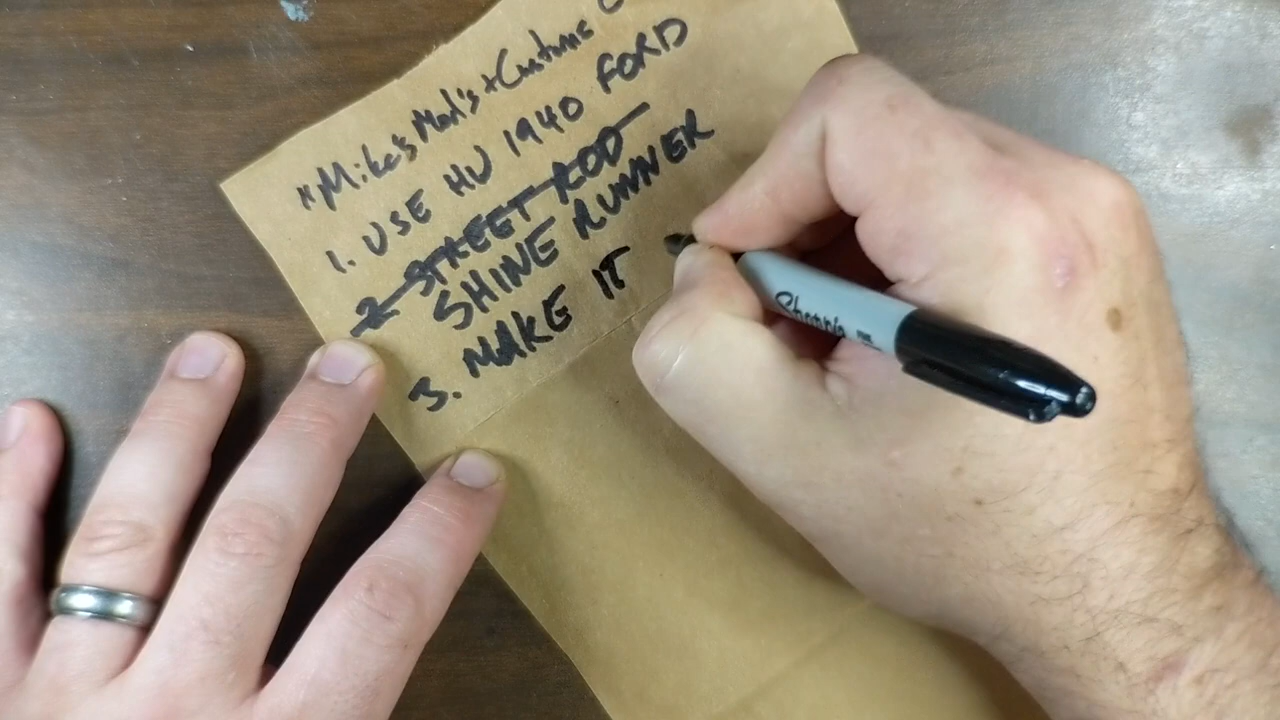 "Mike's Mod's + Customs C
1. USE HW 1940 FORD
2 STREET ROD
SHINE RUNNER
3. MAKE IT
Sharpie